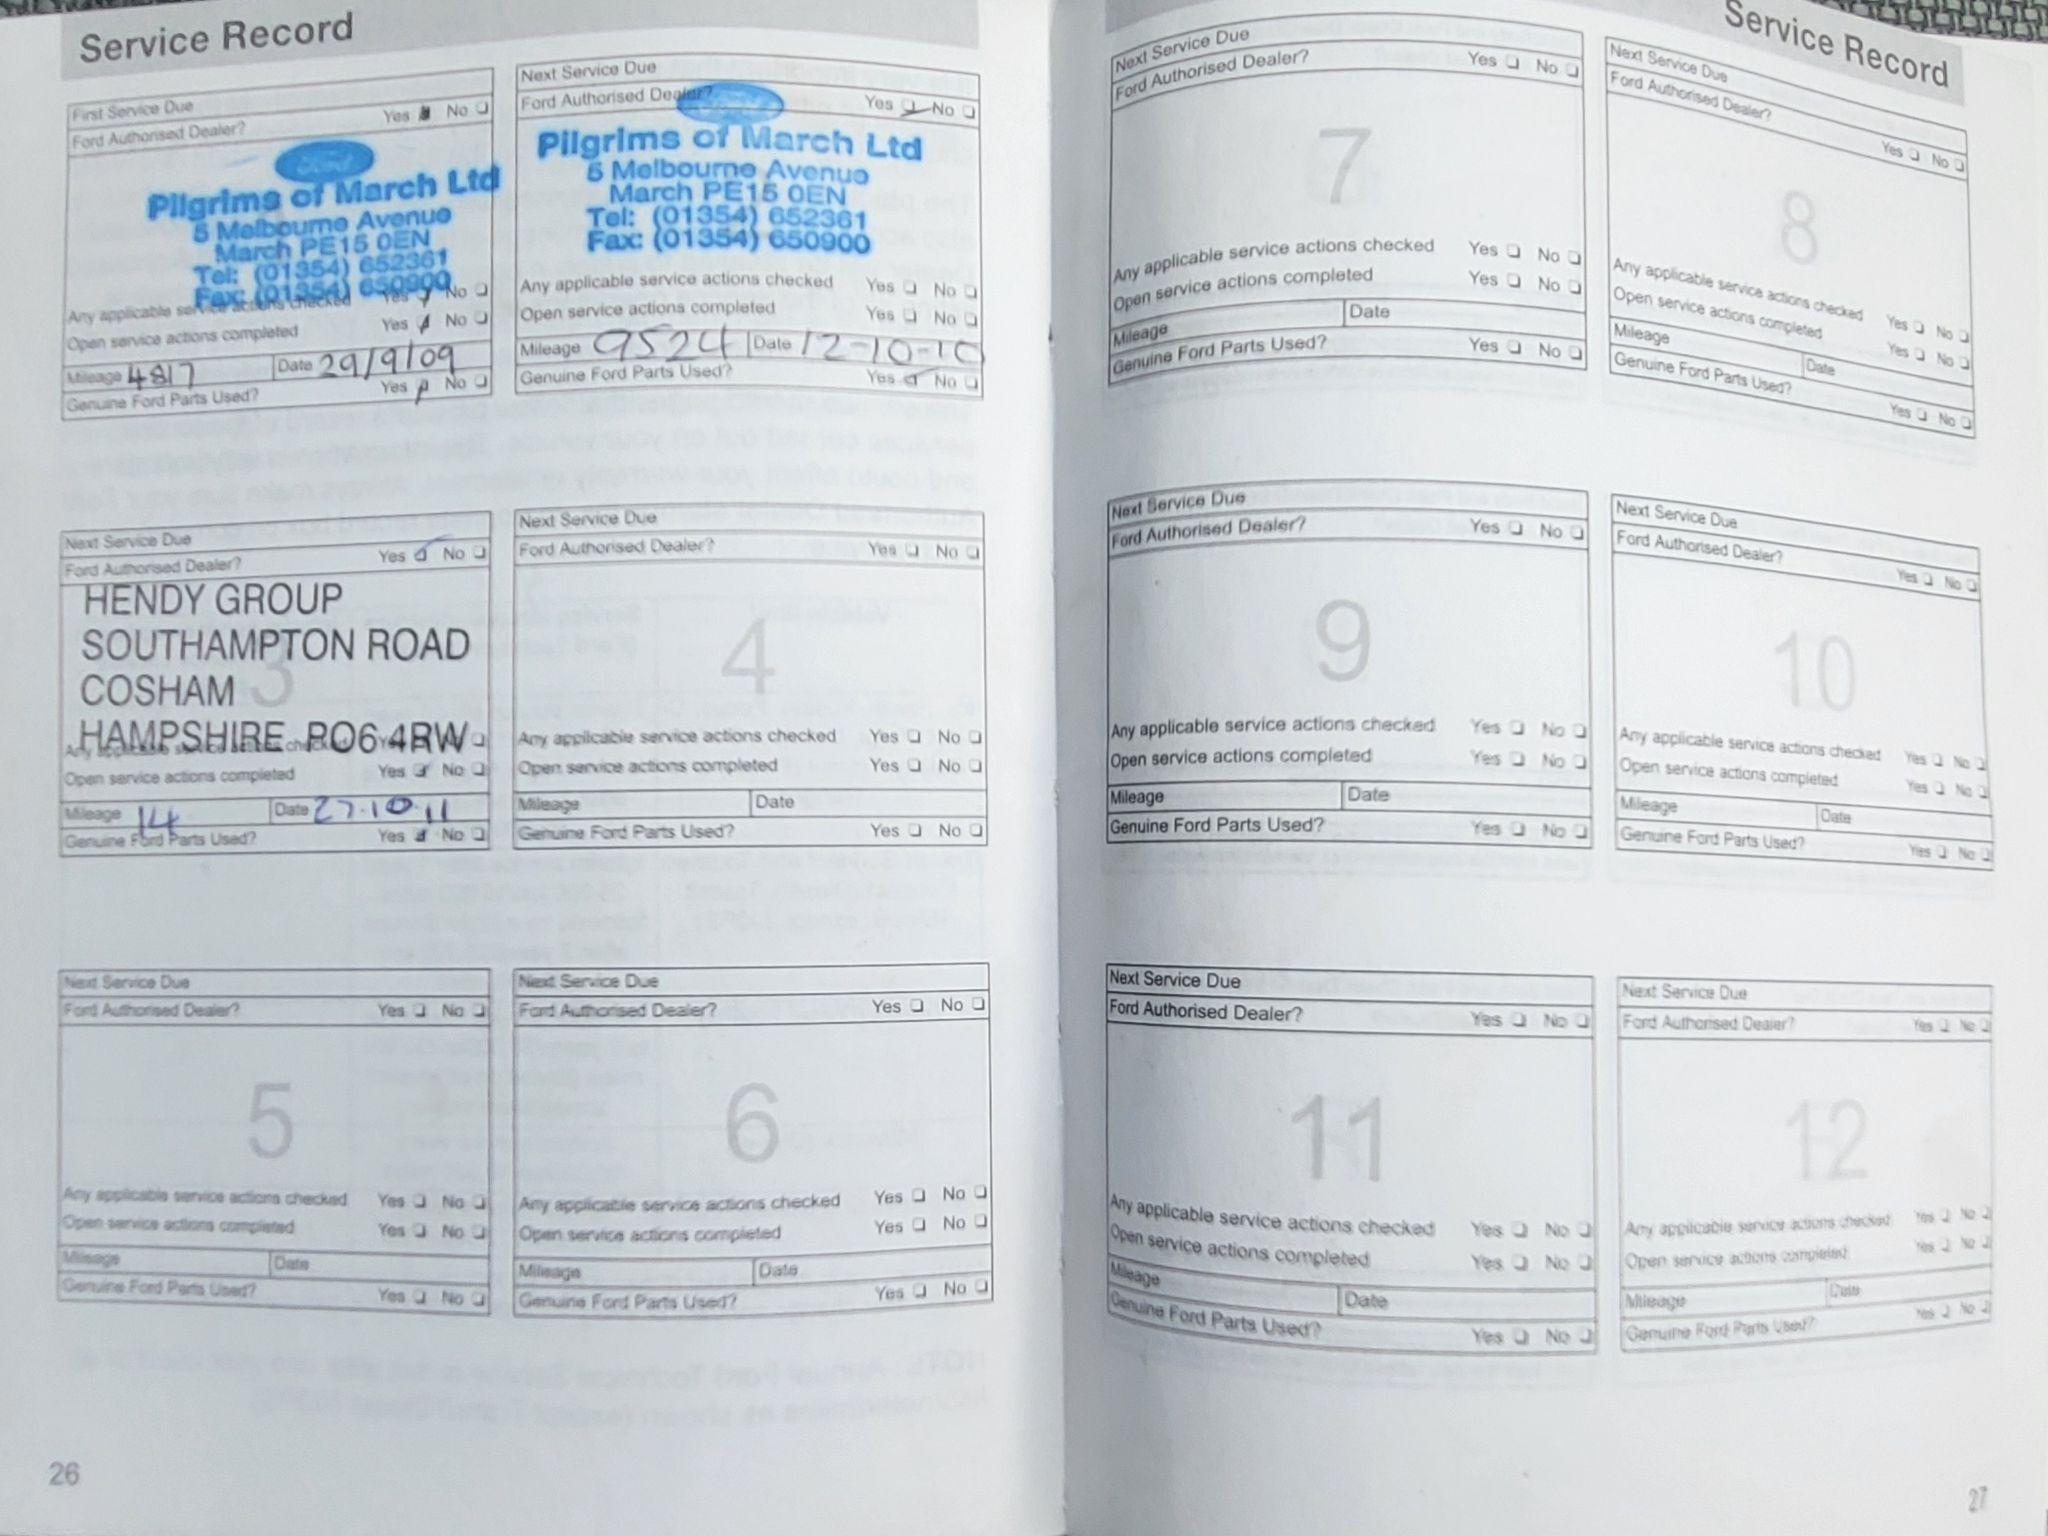 Service Record
First Service Due
Ford Authorised Dealer? Yes No
Ford
Pilgrims of March Ltd
5 Melbourne Avenue
March PE15 0EN
Tel: (01354) 652361
Fax: (01354) 650900
Any applicable service actions checked Yes No
Open service actions completed Yes No
Mileage 4817 Date 29/9/09
Genuine Ford Parts Used? Yes No
Next Service Due
Ford Authorised Dealer? Yes No
Pilgrims of March Ltd
5 Melbourne Avenue
March PE15 0EN
Tel: (01354) 652361
Fax: (01354) 650900
Any applicable service actions checked Yes No
Open service actions completed Yes No
Mileage 9524 Date 12-10-10
Genuine Ford Parts Used? Yes No
Next Service Due
Ford Authorised Dealer? Yes No
HENDY GROUP
SOUTHAMPTON ROAD
3
COSHAM
HAMPSHIRE PO6 4RW
Any applicable service actions checked Yes No
Open service actions completed Yes No
Mileage 14 Date 27.10.11
Genuine Ford Parts Used? Yes No
Next Service Due
Ford Authorised Dealer? Yes No
4
Any applicable service actions checked Yes No
Open service actions completed Yes No
Mileage Date
Genuine Ford Parts Used? Yes No
Next Service Due
Ford Authorised Dealer? Yes No
5
Any applicable service actions checked Yes No
Open service actions completed Yes No
Mileage Date
Genuine Ford Parts Used? Yes No
Next Service Due
Ford Authorised Dealer? Yes No
6
Any applicable service actions checked Yes No
Open service actions completed Yes No
Mileage Date
Genuine Ford Parts Used? Yes No
26
Service Record
Next Service Due
Ford Authorised Dealer? Yes No
7
Any applicable service actions checked Yes No
Open service actions completed Yes No
Mileage Date
Genuine Ford Parts Used? Yes No
Next Service Due
Ford Authorised Dealer?
Yes No
8
Any applicable service actions checked Yes No
Open service actions completed Yes No
Mileage Date
Genuine Ford Parts Used? Yes No
Next Service Due
Ford Authorised Dealer? Yes No
9
Any applicable service actions checked Yes No
Open service actions completed Yes No
Mileage Date
Genuine Ford Parts Used? Yes No
Next Service Due
Ford Authorised Dealer? Yes No
10
Any applicable service actions checked Yes No
Open service actions completed Yes No
Mileage Date
Genuine Ford Parts Used? Yes No
Next Service Due
Ford Authorised Dealer? Yes No
11
Any applicable service actions checked Yes No
Open service actions completed Yes No
Mileage Date
Genuine Ford Parts Used? Yes No
Next Service Due
Ford Authorised Dealer? Yes No
12
Any applicable service actions checked Yes No
Open service actions completed Yes No
Mileage Date
Genuine Ford Parts Used? Yes No
27